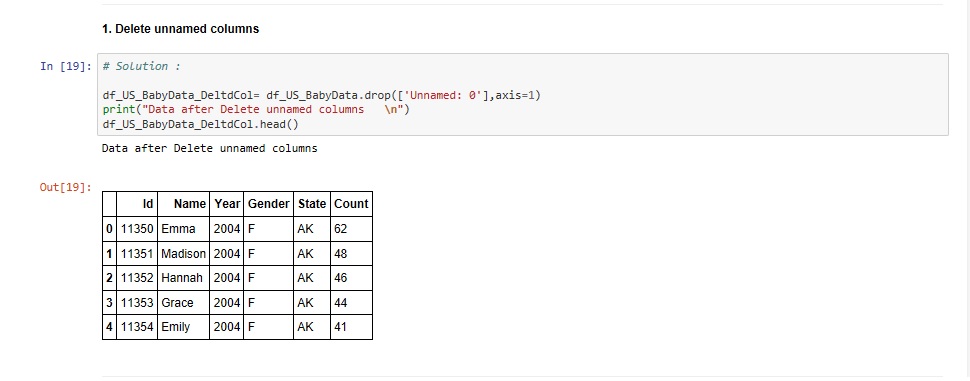 1. Delete unnamed columns
In [19]: # Solution :
df_US_BabyData_DeltdCol= df_US_BabyData.drop(['Unnamed: 0'],axis=1)
print("Data after Delete unnamed columns   \n")
df_US_BabyData_DeltdCol.head()
Data after Delete unnamed columns
Out[19]:
Id Name Year Gender State Count
0 11350 Emma 2004 F AK 62
1 11351 Madison 2004 F AK 48
2 11352 Hannah 2004 F AK 46
3 11353 Grace 2004 F AK 44
4 11354 Emily 2004 F AK 41